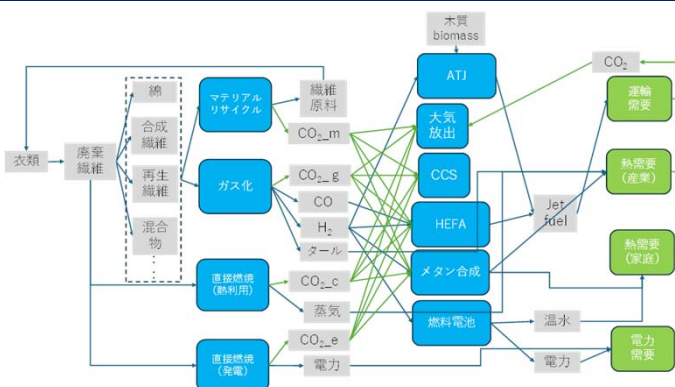 木質
biomass
ATJ
CO₂
運輸
需要
綿
マテリアル
リサイクル
繊維
原料
大気
放出
CO₂_m
衣類
廃棄
繊維
合成
繊維
CCS
熱需要
(産業)
再生
繊維
ガス化
CO₂_g
CO
H₂
タール
HEFA
Jet
fuel
混合
物
⋮
メタン合成
熱需要
(家庭)
直接燃焼
(熱利用)
CO₂_c
蒸気
燃料電池
温水
直接燃焼
(発電)
CO₂_e
電力
電力
電力
需要